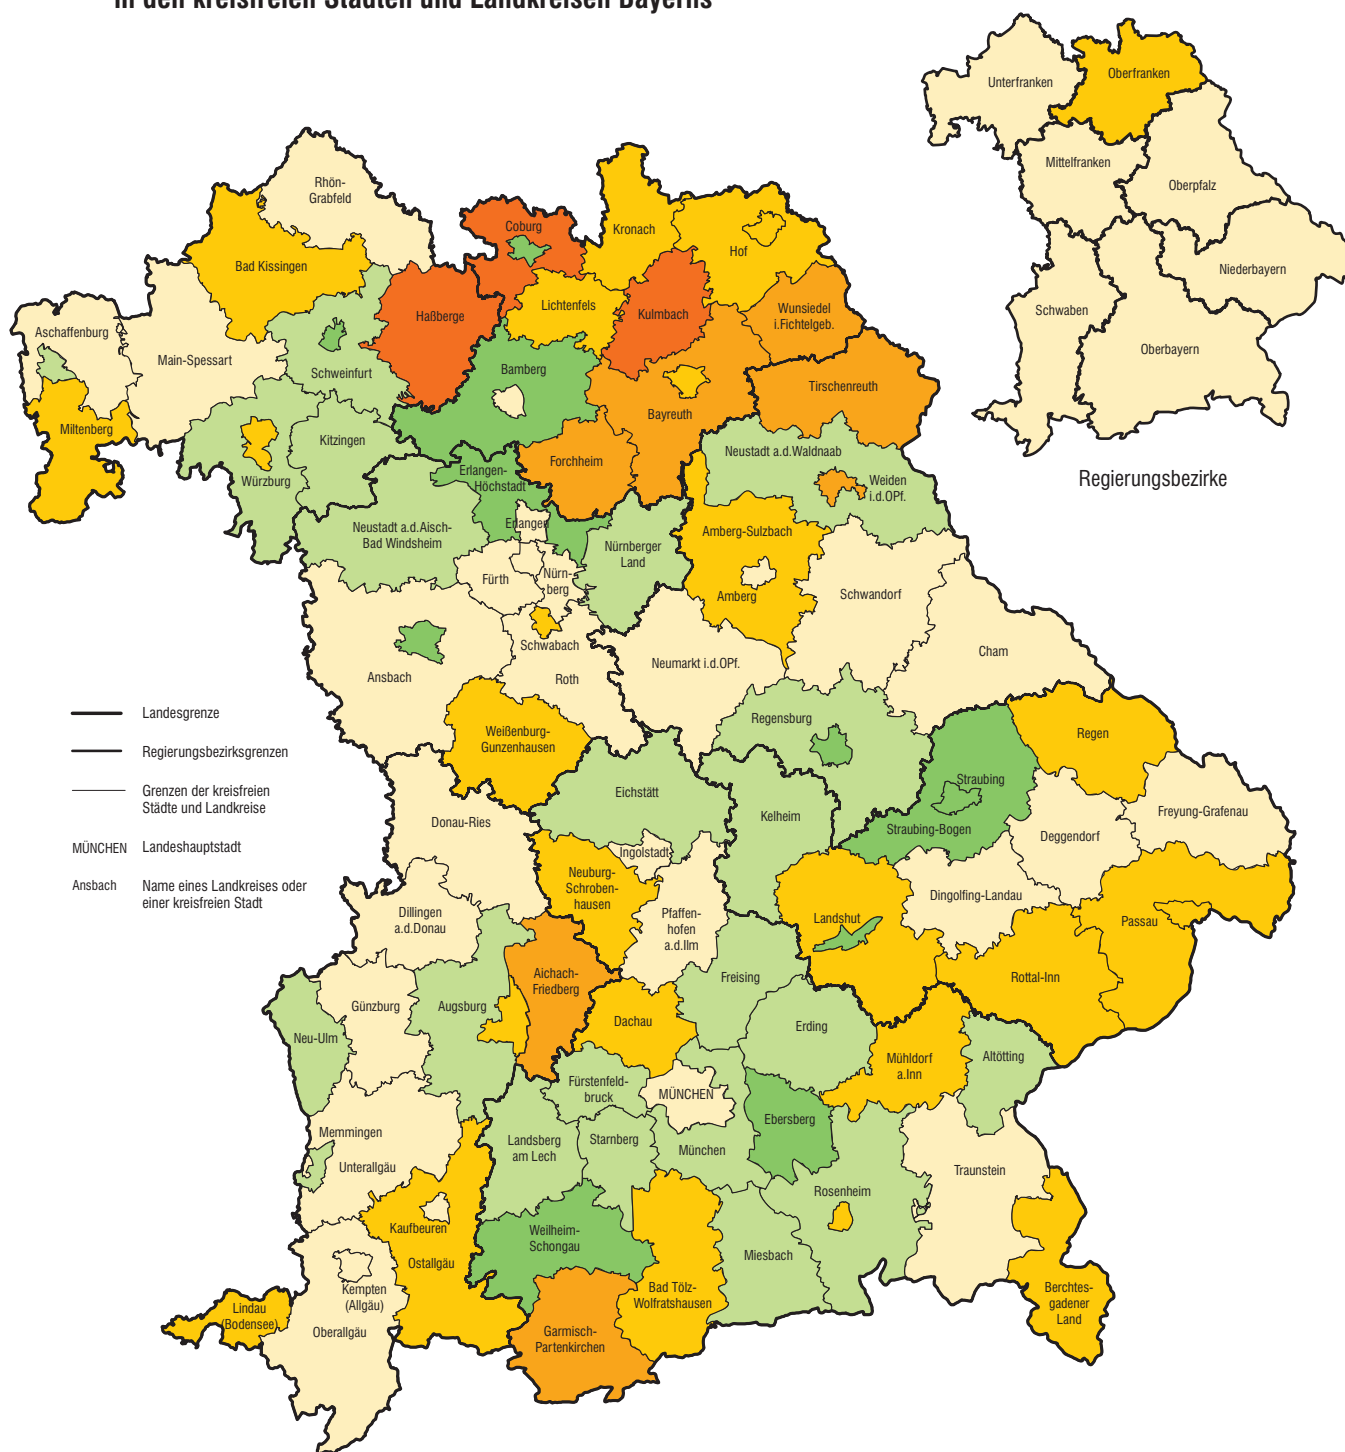 in den kreisfreien Städten und Landkreisen Bayerns
Unterfranken
Oberfranken
Mittelfranken
Oberpfalz
Niederbayern
Schwaben
Oberbayern
Regierungsbezirke
Rhön-
Grabfeld
Coburg
Kronach
Hof
Bad Kissingen
Lichtenfels
Haßberge
Kulmbach
Wunsiedel
i.Fichtelgeb.
Aschaffenburg
Main-Spessart
Schweinfurt
Bamberg
Tirschenreuth
Bayreuth
Miltenberg
Kitzingen
Würzburg
Forchheim
Neustadt a.d.Waldnaab
Weiden
i.d.OPf.
Erlangen-
Höchstadt
Neustadt a.d.Aisch-
Bad Windsheim
Erlangen
Nürnberger
Land
Amberg-Sulzbach
Fürth
Nürn-
berg
Amberg
Schwandorf
Schwabach
Roth
Neumarkt i.d.OPf.
Cham
Ansbach
Landesgrenze
Regierungsbezirksgrenzen
Grenzen der kreisfreien
Städte und Landkreise
MÜNCHEN
Landeshauptstadt
Ansbach
Name eines Landkreises oder
einer kreisfreien Stadt
Weißenburg-
Gunzenhausen
Regensburg
Regen
Eichstätt
Straubing
Kelheim
Straubing-Bogen
Freyung-Grafenau
Deggendorf
Donau-Ries
Ingolstadt
Neuburg-
Schroben-
hausen
Dingolfing-Landau
Dillingen
a.d.Donau
Pfaffen-
hofen
a.d.Ilm
Landshut
Passau
Aichach-
Friedberg
Freising
Rottal-Inn
Günzburg
Augsburg
Dachau
Erding
Neu-Ulm
Mühldorf
a.Inn
Altötting
Fürstenfeld-
bruck
MÜNCHEN
Ebersberg
Memmingen
Unterallgäu
Landsberg
am Lech
Starnberg
München
Traunstein
Rosenheim
Kaufbeuren
Weilheim-
Schongau
Miesbach
Ostallgäu
Kempten
(Allgäu)
Bad Tölz-
Wolfratshausen
Berchtes-
gadener
Land
Lindau
(Bodensee)
Oberallgäu
Garmisch-
Partenkirchen